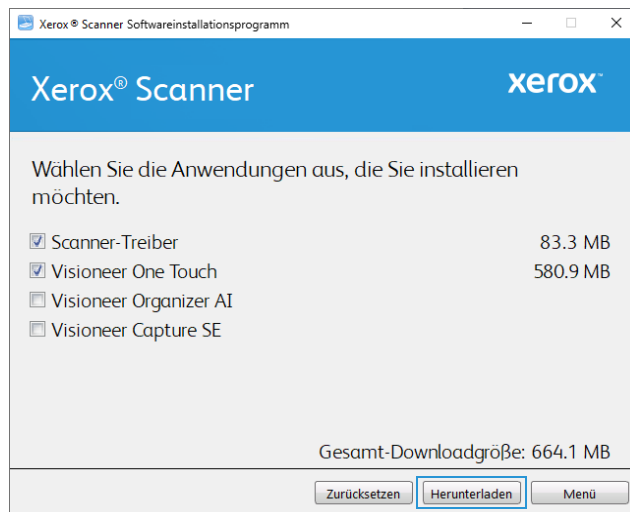 Xerox® Scanner Softwareinstallationsprogramm
Xerox® Scanner
xerox™
Wählen Sie die Anwendungen aus, die Sie installieren
möchten.
Scanner-Treiber 83.3 MB
Visioneer One Touch 580.9 MB
Visioneer Organizer AI
Visioneer Capture SE
Gesamt-Downloadgröße: 664.1 MB
Zurücksetzen Herunterladen Menü